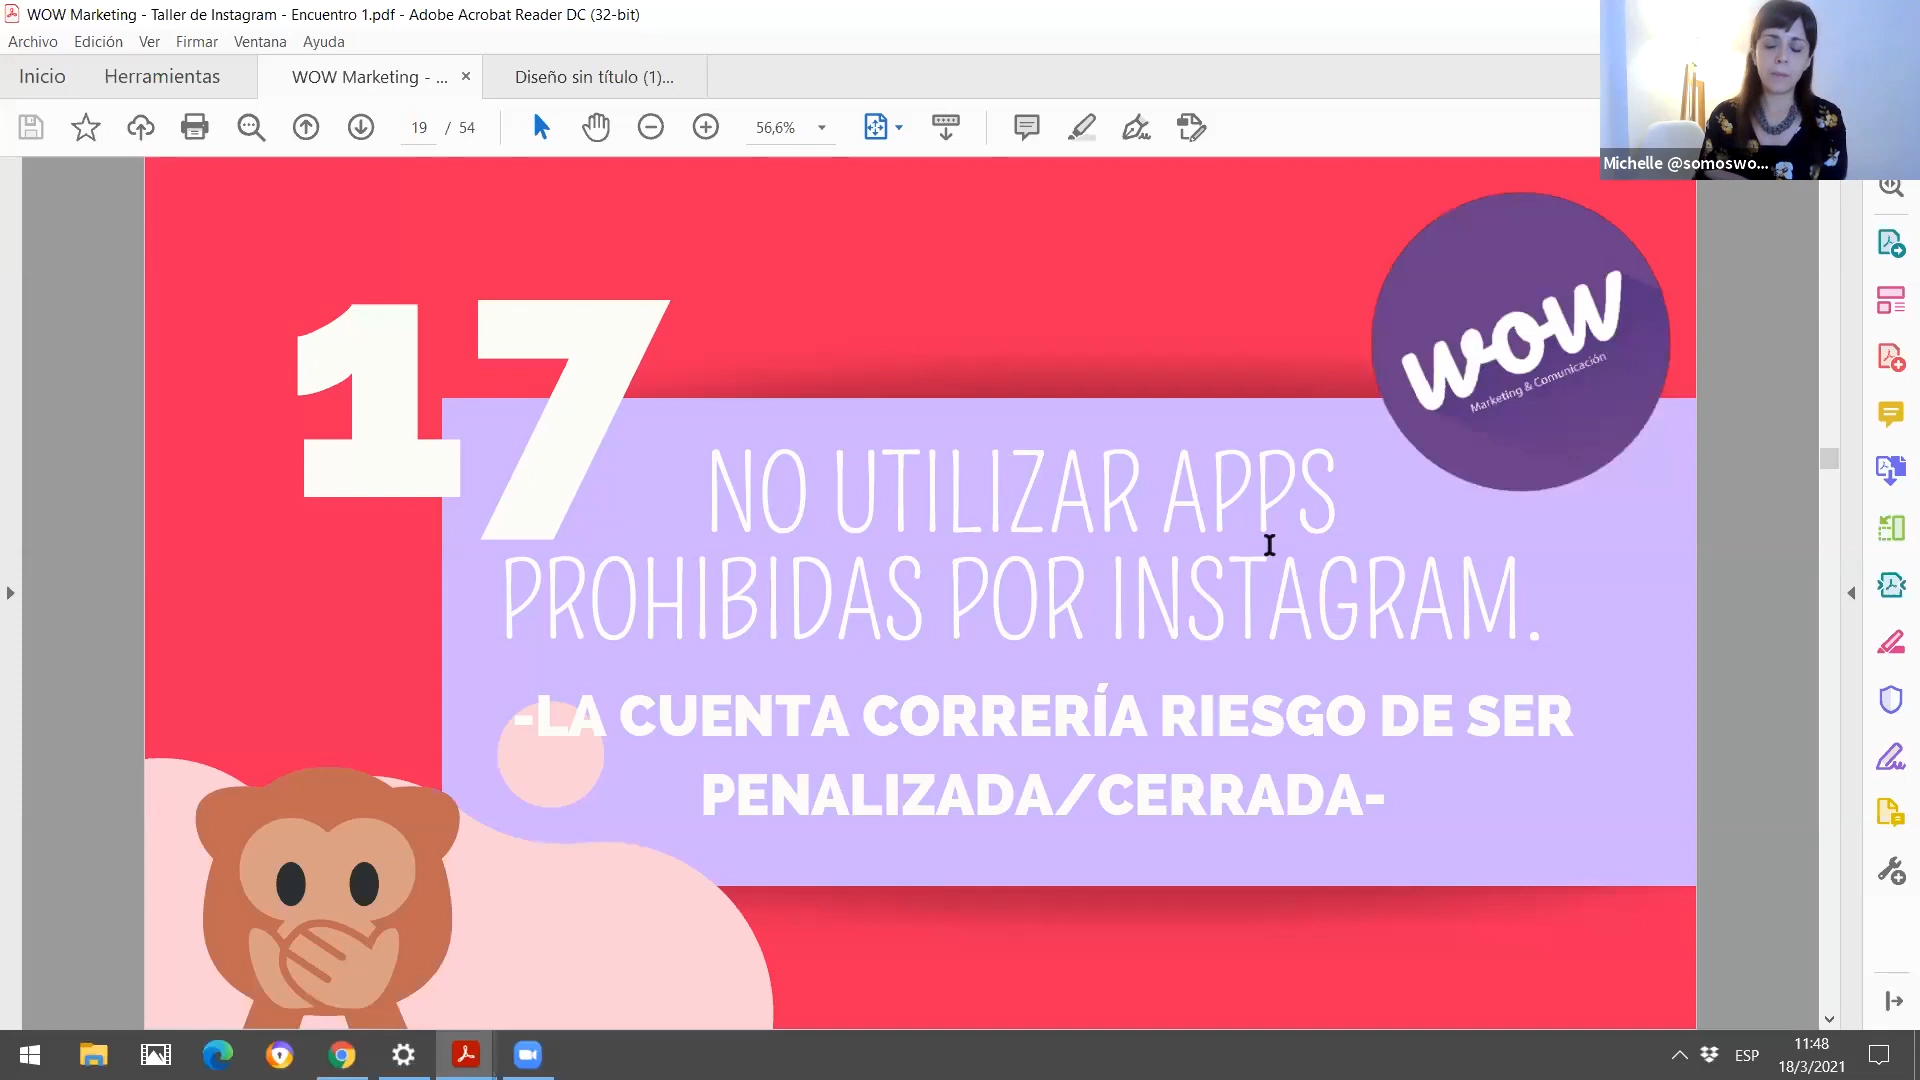 WOW Marketing - Taller de Instagram - Encuentro 1.pdf - Adobe Acrobat Reader DC (32-bit)
Archivo Edición Ver Firmar Ventana Ayuda
Inicio Herramientas WOW Marketing - ... × Diseño sin título (1)...
19 / 54 56,6%
Michelle @somoswo...
17
wow
Marketing & Comunicación
NO UTILIZAR APPS
PROHIBIDAS POR INSTAGRAM.
-LA CUENTA CORRERÍA RIESGO DE SER
PENALIZADA/CERRADA-
ESP
11:48
18/3/2021